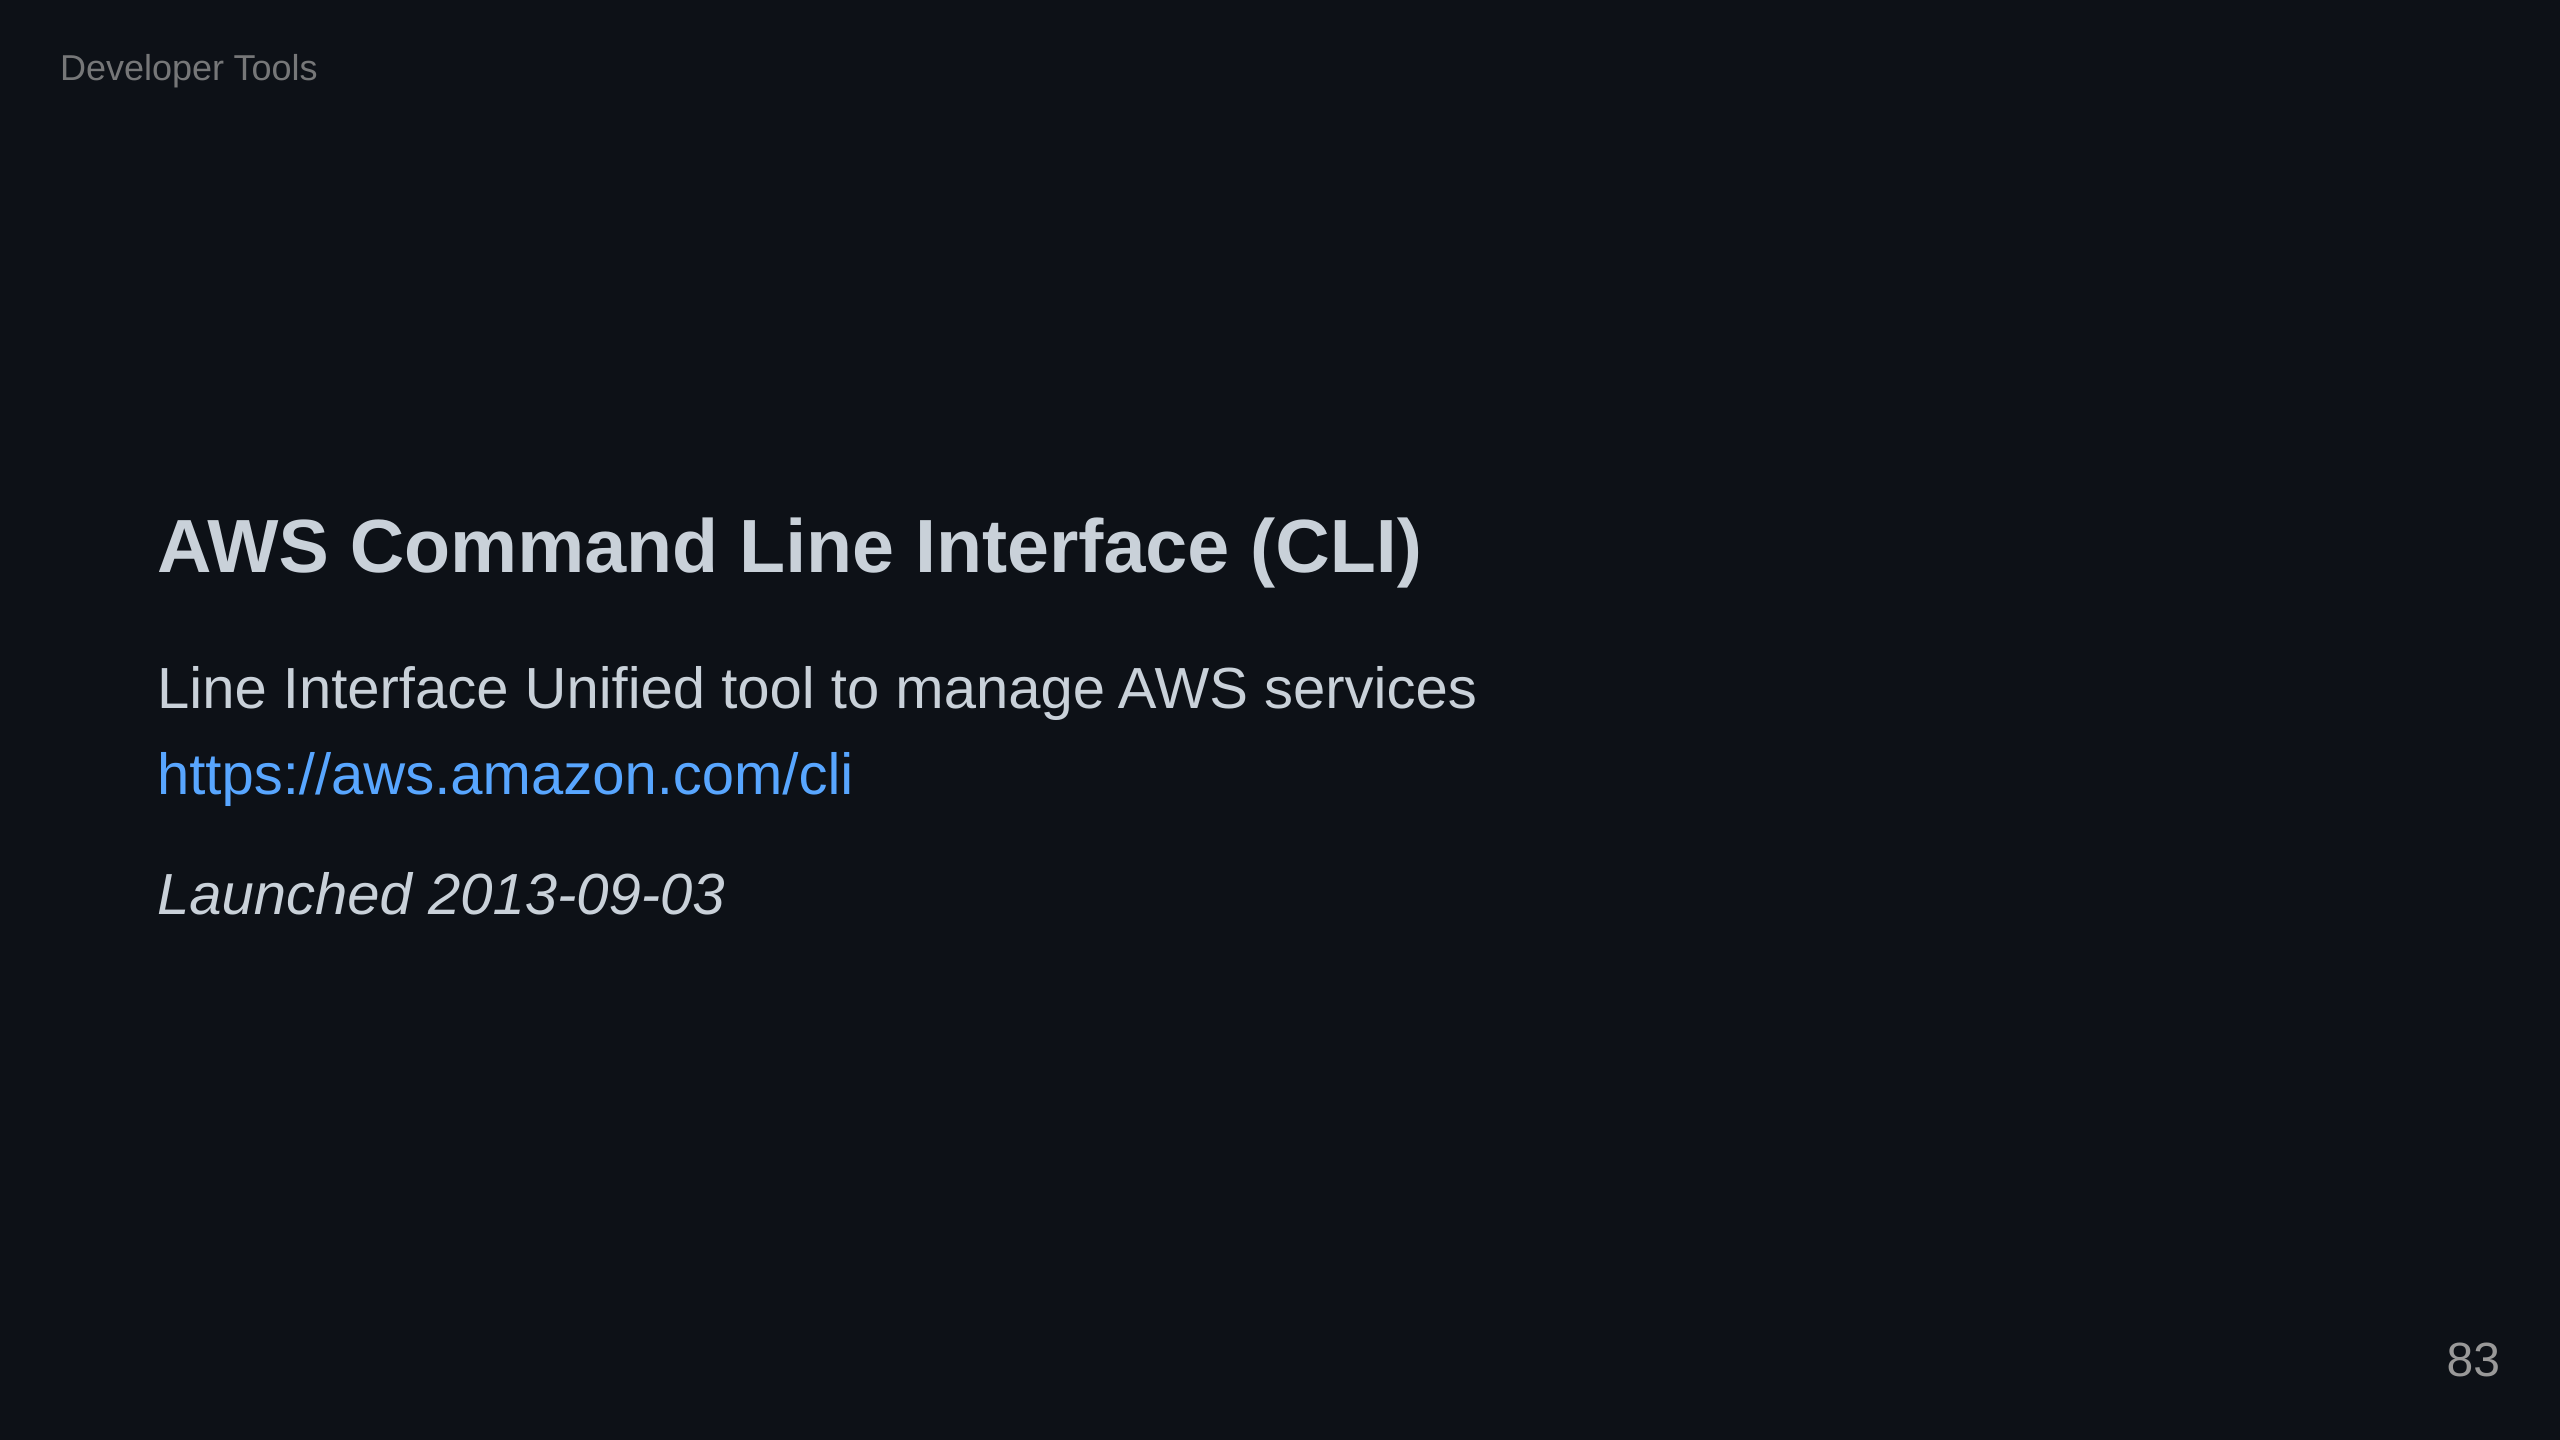 Developer Tools
AWS Command Line Interface (CLI)
Line Interface Unified tool to manage AWS services
https://aws.amazon.com/cli
Launched 2013-09-03
83